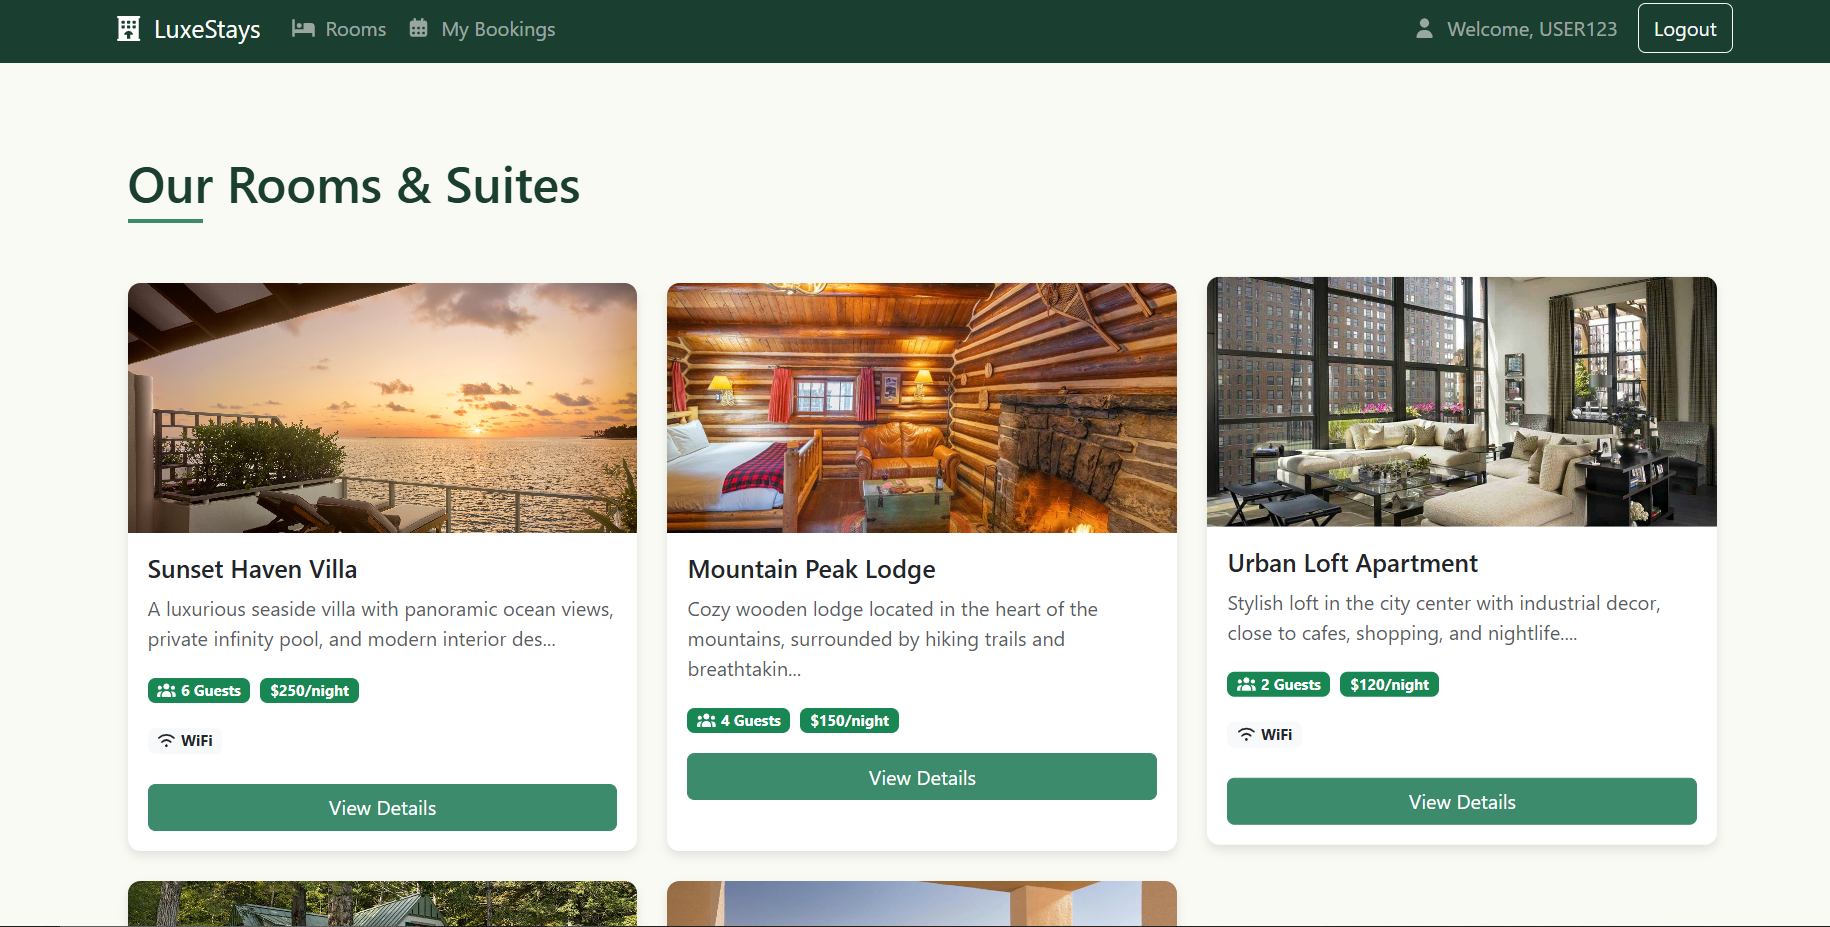 LuxeStays Rooms My Bookings Welcome, USER123 Logout
Our Rooms & Suites
Sunset Haven Villa
A luxurious seaside villa with panoramic ocean views,
private infinity pool, and modern interior des...
6 Guests $250/night
WiFi
View Details
Mountain Peak Lodge
Cozy wooden lodge located in the heart of the
mountains, surrounded by hiking trails and
breathtakin...
4 Guests $150/night
View Details
Urban Loft Apartment
Stylish loft in the city center with industrial decor,
close to cafes, shopping, and nightlife....
2 Guests $120/night
WiFi
View Details